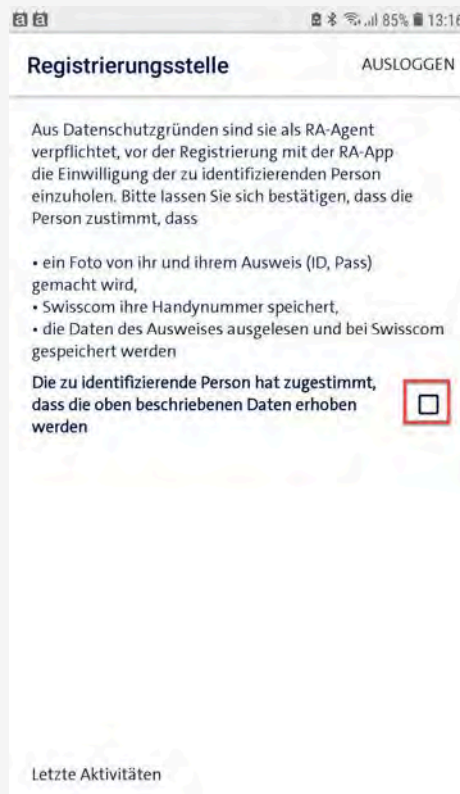 85% 13:16
Registrierungsstelle
AUSLOGGEN
Aus Datenschutzgründen sind sie als RA-Agent
verpflichtet, vor der Registrierung mit der RA-App
die Einwilligung der zu identifizierenden Person
einzuholen. Bitte lassen Sie sich bestätigen, dass die
Person zustimmt, dass
• ein Foto von ihr und ihrem Ausweis (ID, Pass)
gemacht wird,
• Swisscom ihre Handynummer speichert,
• die Daten des Ausweises ausgelesen und bei Swisscom
gespeichert werden
Die zu identifizierende Person hat zugestimmt,
dass die oben beschriebenen Daten erhoben
werden
Letzte Aktivitäten